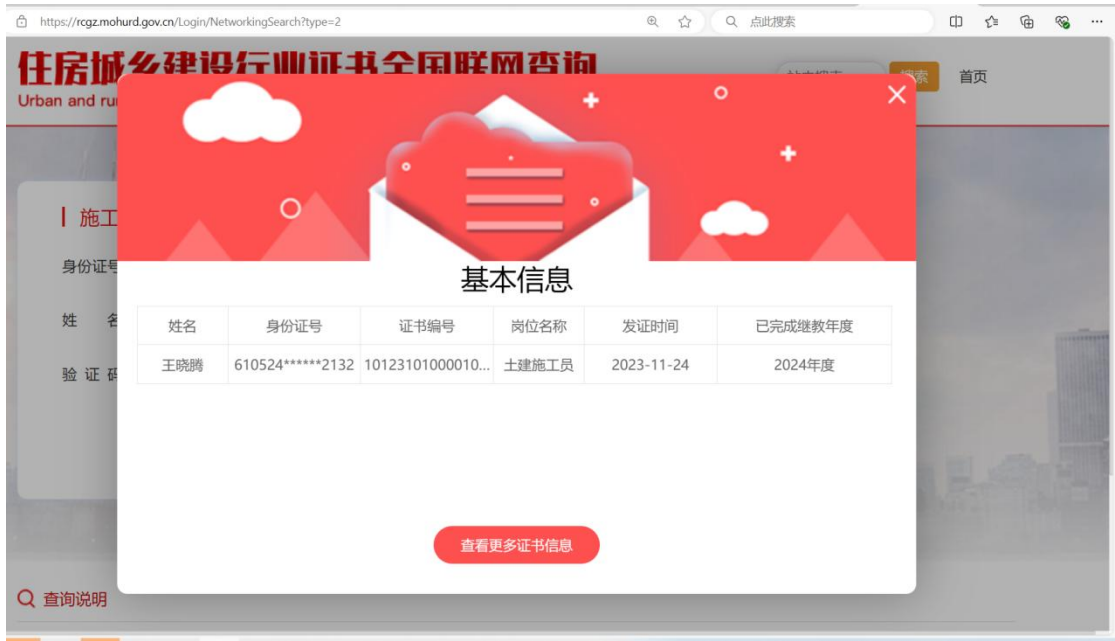 https://rcgz.mohurd.gov.cn/Login/NetworkingSearch?type=2
点此搜索
住房城乡建设行业证书全国联网查询
首页
Urban and ru
施工
身份证号
姓 名
验 证 码
基本信息
姓名 身份证号 证书编号 岗位名称 发证时间 已完成继教年度
王晓腾 610524******2132 10123101000010... 土建施工员 2023-11-24 2024年度
查看更多证书信息
查询说明